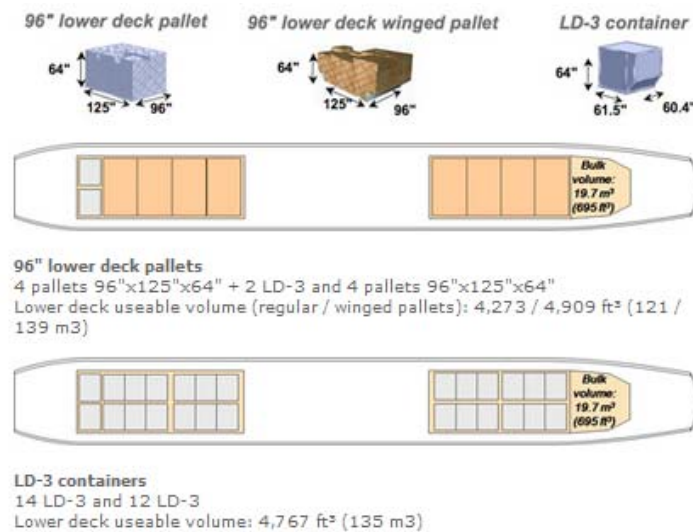 96" lower deck pallet
96" lower deck winged pallet
LD-3 container
64"
125"
96"
64"
125"
96"
64"
61.5"
60.4"
Bulk
volume:
19.7 m³
(695 ft³)
96" lower deck pallets
4 pallets 96"x125"x64" + 2 LD-3 and 4 pallets 96"x125"x64"
Lower deck useable volume (regular / winged pallets): 4,273 / 4,909 ft³ (121 /
139 m3)
Bulk
volume:
19.7 m³
(695 ft³)
LD-3 containers
14 LD-3 and 12 LD-3
Lower deck useable volume: 4,767 ft³ (135 m3)